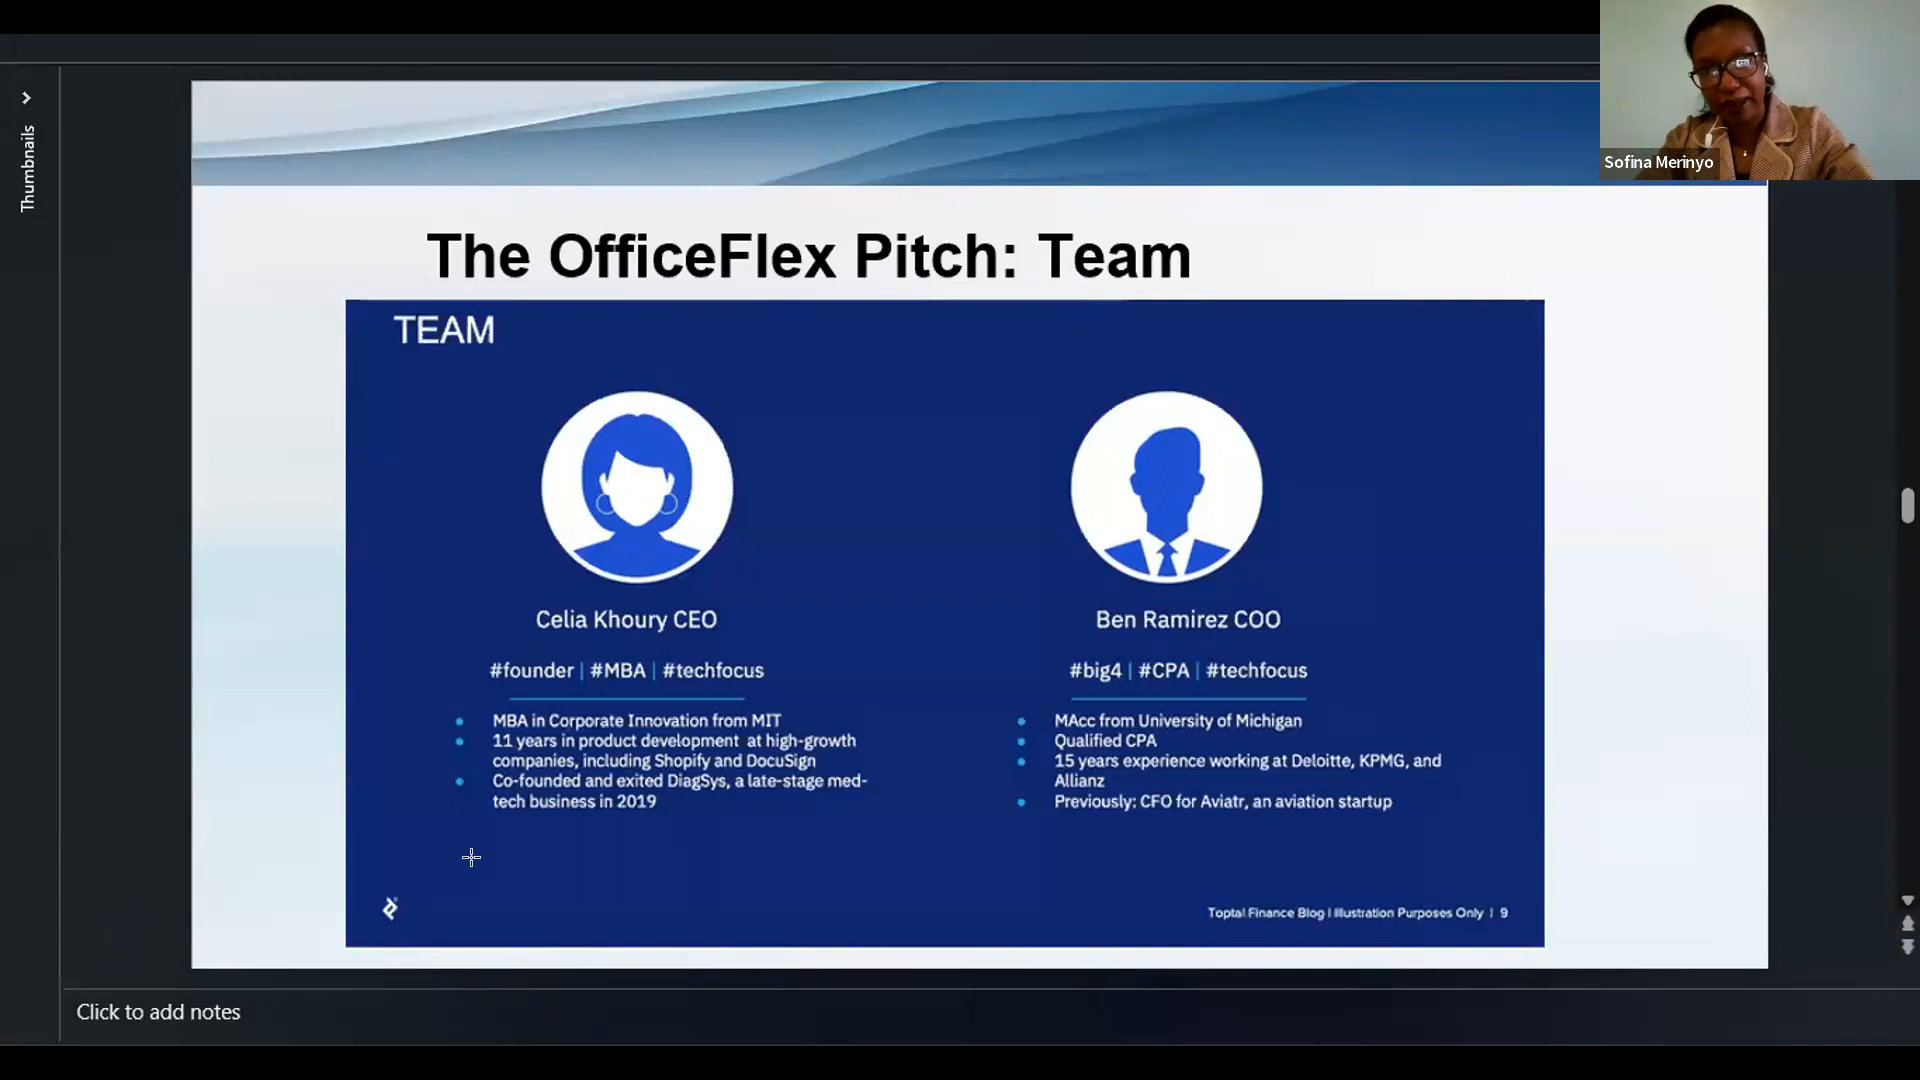 Thumbnails
Sofina Merinyo
The OfficeFlex Pitch: Team
TEAM
Celia Khoury CEO
#founder | #MBA | #techfocus
MBA in Corporate Innovation from MIT
11 years in product development at high-growth
companies, including Shopify and DocuSign
Co-founded and exited DiagSys, a late-stage med-
tech business in 2019
Ben Ramirez COO
#big4 | #CPA | #techfocus
MAcc from University of Michigan
Qualified CPA
15 years experience working at Deloitte, KPMG, and
Allianz
Previously: CFO for Aviatr, an aviation startup
Toptal Finance Blog | Illustration Purposes Only | 9
Click to add notes